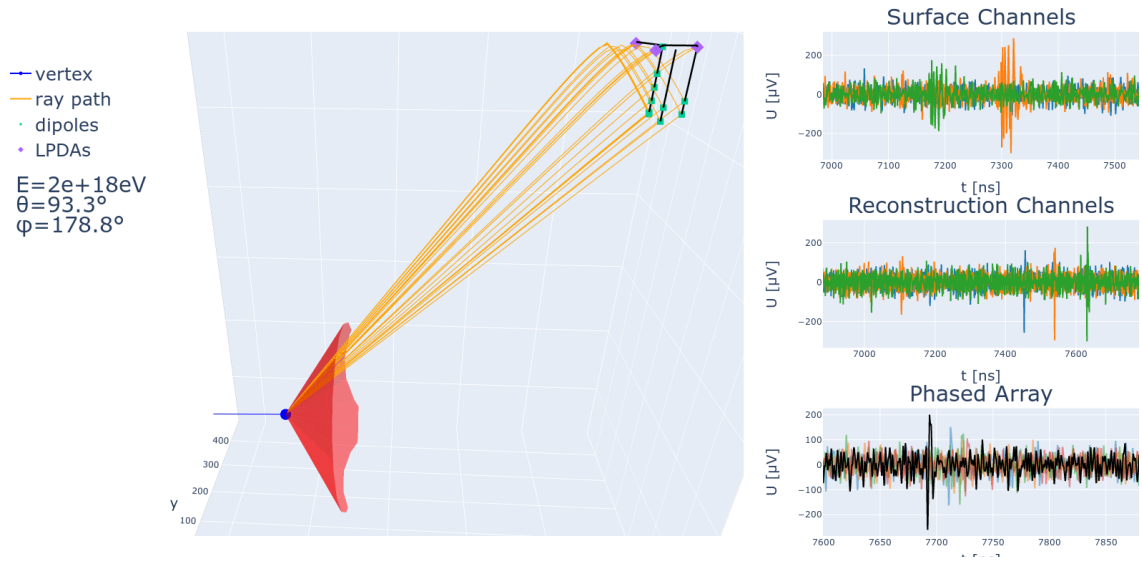 vertex
ray path
dipoles
LPDAs
E=2e+18eV
θ=93.3°
φ=178.8°
400
300
200
100
y
Surface Channels
U [μV]
200
0
−200
7000
7100
7200
7300
7400
7500
t [ns]
Reconstruction Channels
U [μV]
200
0
−200
7000
7200
7400
7600
t [ns]
Phased Array
U [μV]
200
100
0
−100
−200
7600
7650
7700
7750
7800
7850
t [ns]